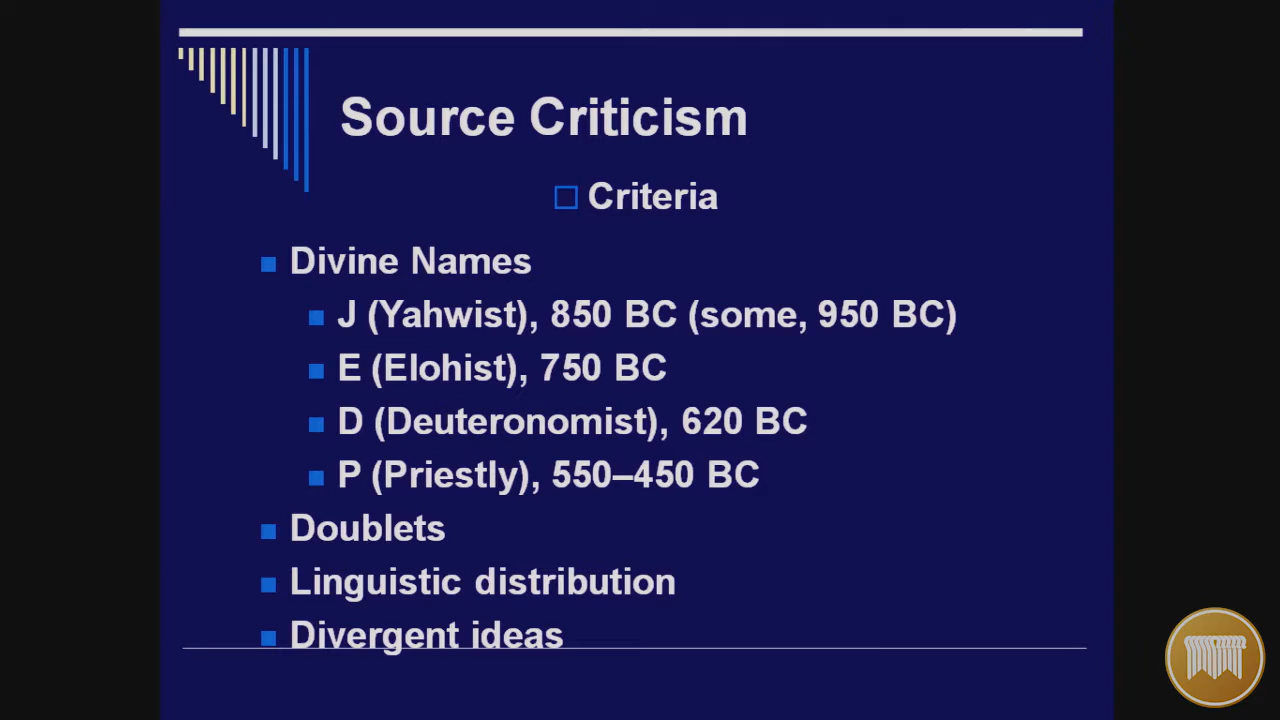 Source Criticism
Criteria
Divine Names
J (Yahwist), 850 BC (some, 950 BC)
E (Elohist), 750 BC
D (Deuteronomist), 620 BC
P (Priestly), 550–450 BC
Doublets
Linguistic distribution
Divergent ideas